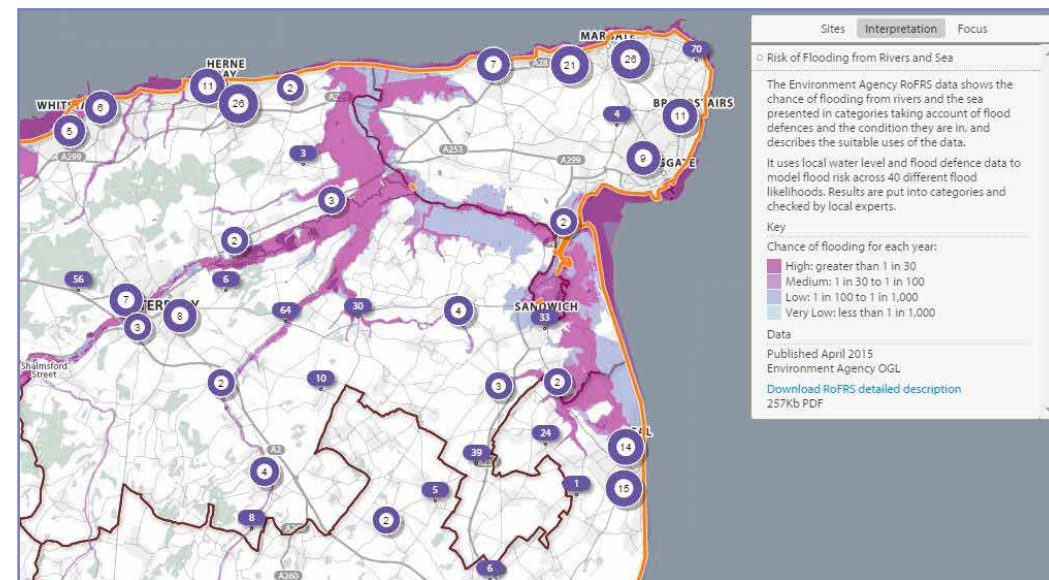 MARGATE
70
A28
26
21
7
HERNE
BAY
11
2
26
WHITSTABLE
6
5
BROADSTAIRS
4
11
A299
A253
A299
9
3
3
2
2
56
6
7
8
3
64
30
4
SANDWICH
33
Shalmsford
Street
2
10
3
2
24
14
39
A2
4
5
1
15
8
2
6
A260
Sites Interpretation Focus
Risk of Flooding from Rivers and Sea
The Environment Agency RoFRS data shows the
chance of flooding from rivers and the sea
presented in categories taking account of flood
defences and the condition they are in, and
describes the suitable uses of the data.
It uses local water level and flood defence data to
model flood risk across 40 different flood
likelihoods. Results are put into categories and
checked by local experts.
Key
Chance of flooding for each year:
High: greater than 1 in 30
Medium: 1 in 30 to 1 in 100
Low: 1 in 100 to 1 in 1,000
Very Low: less than 1 in 1,000
Data
Published April 2015
Environment Agency OGL
Download RoFRS detailed description
257Kb PDF